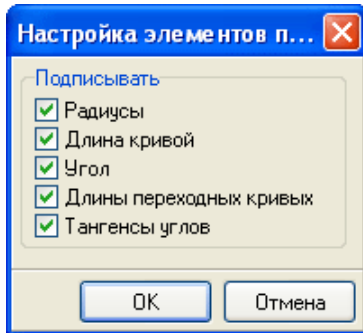 Настройка элементов п...
Подписывать
Радиусы
Длина кривой
Угол
Длины переходных кривых
Тангенсы углов
OK
Отмена